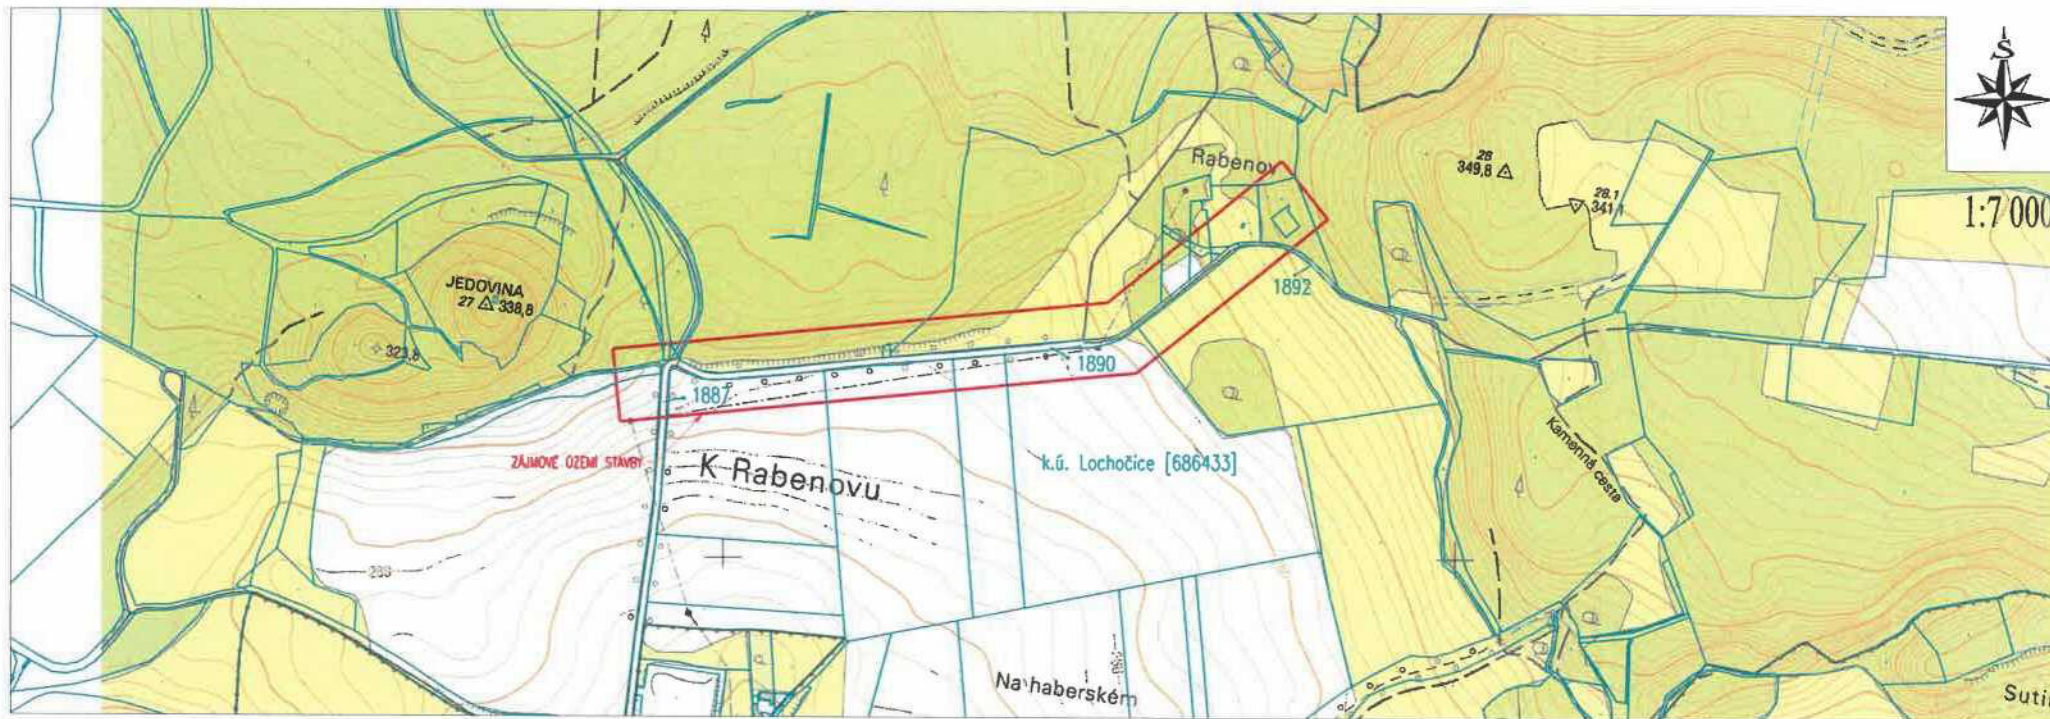 S
1:7 000
Rabenov
28
349,8
28.1
341,1
JEDOVINA
27 338,8
323,8
1892
1890
1887
ZÁJMOVÉ ÚZEMÍ STAVBY
K Rabenovu
k.ú. Lochočice [686433]
Kamenná cesta
Na haberském